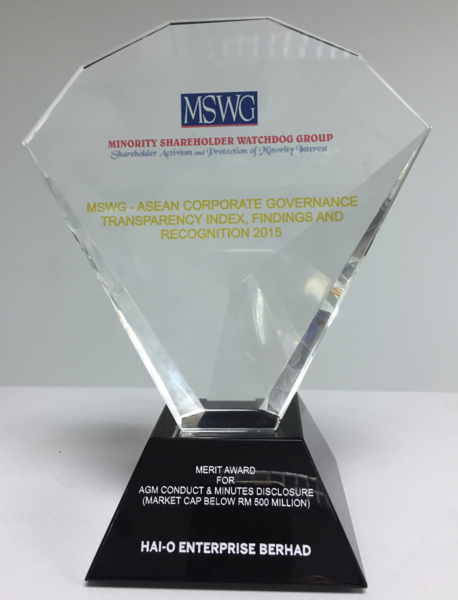 MSWG
MINORITY SHAREHOLDER WATCHDOG GROUP
Shareholder Activism and Protection of Minority Interest
MSWG - ASEAN CORPORATE GOVERNANCE
TRANSPARENCY INDEX, FINDINGS AND
RECOGNITION 2015
MERIT AWARD
FOR
AGM CONDUCT & MINUTES DISCLOSURE
(MARKET CAP BELOW RM 500 MILLION)
HAI-O ENTERPRISE BERHAD